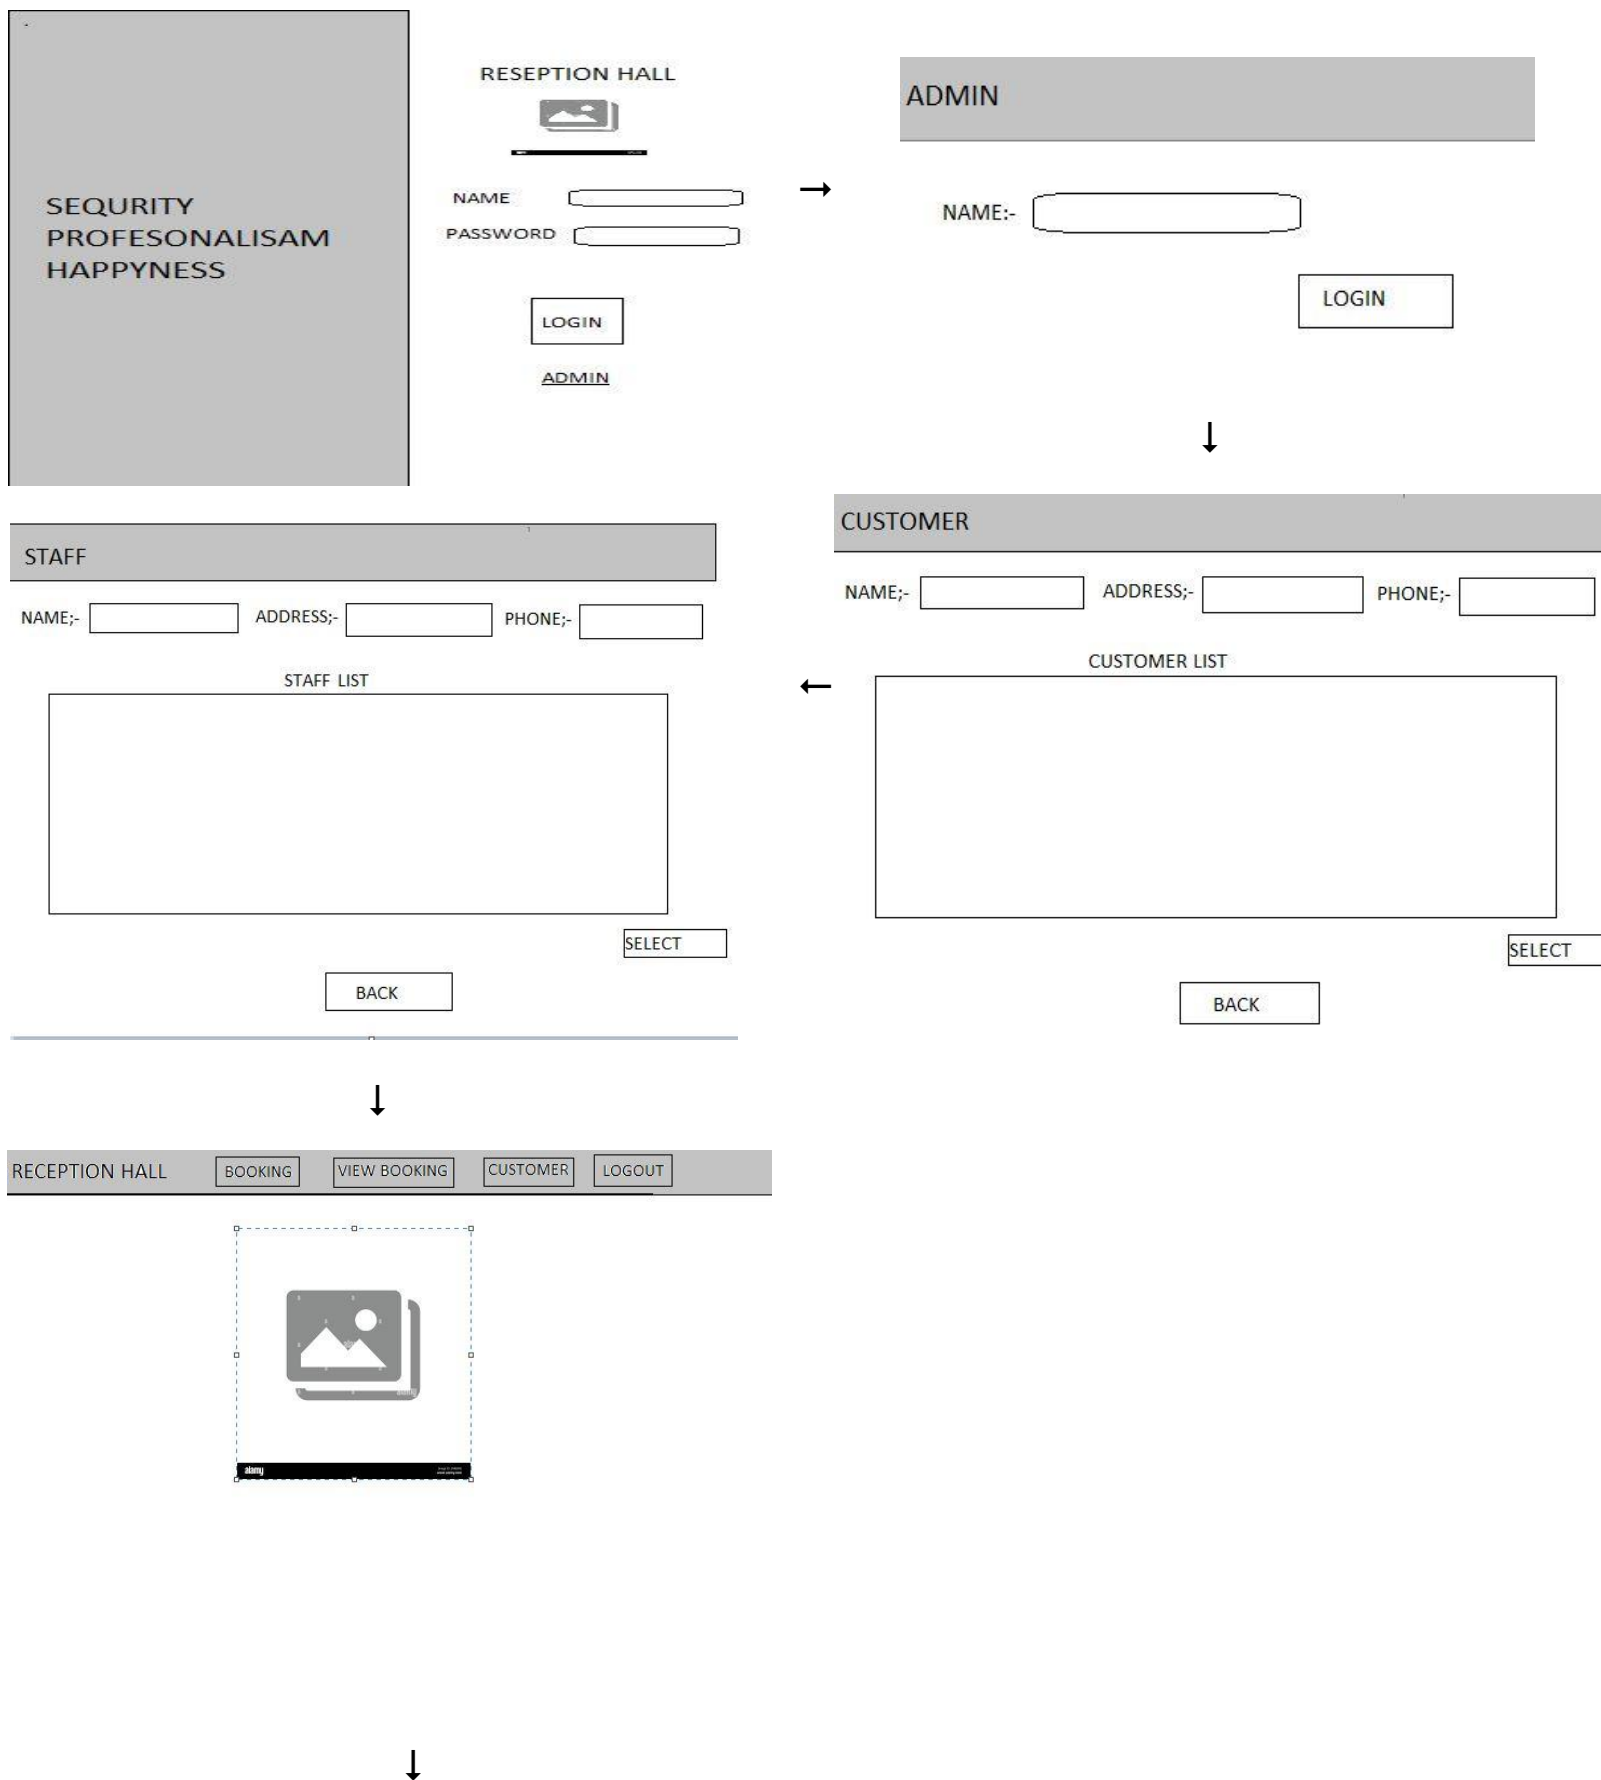 SEQURITY
PROFESONALISAM
HAPPYNESS
RESEPTION HALL
NAME
PASSWORD
LOGIN
ADMIN
→
ADMIN
NAME:-
LOGIN
↓
CUSTOMER
NAME;- ADDRESS;- PHONE;-
CUSTOMER LIST
SELECT
BACK
←
STAFF
NAME;- ADDRESS;- PHONE;-
STAFF LIST
SELECT
BACK
↓
RECEPTION HALL BOOKING VIEW BOOKING CUSTOMER LOGOUT
alamy
↓